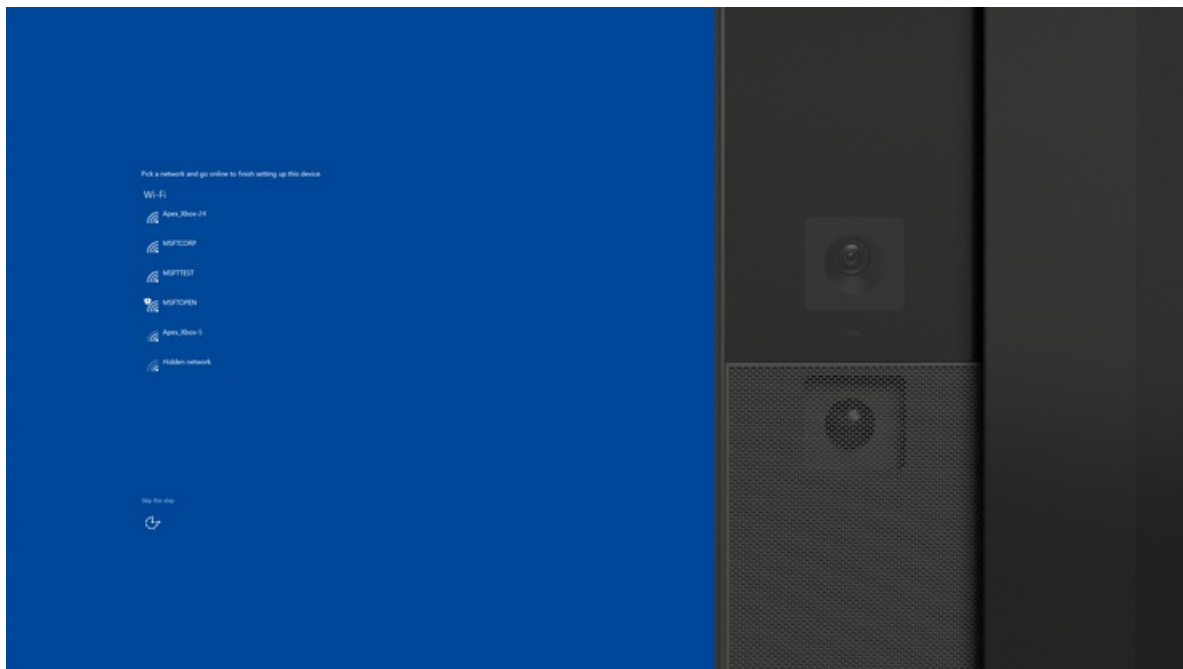 Pick a network and go online to finish setting up this device.
Wi-Fi
Apex_Xbox-24
MSFTCORP
MSFTTEST
MSFTOPEN
Apex_Xbox-5
Hidden network
Skip this step